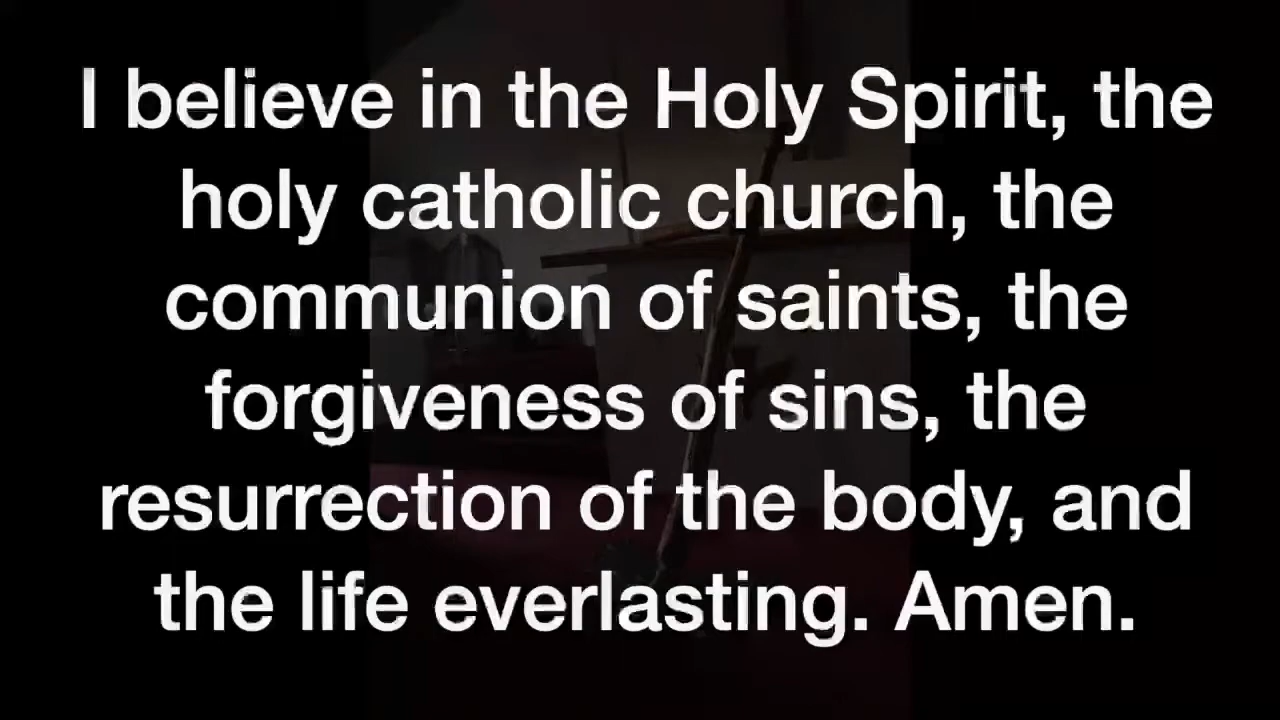 I believe in the Holy Spirit, the
holy catholic church, the
communion of saints, the
forgiveness of sins, the
resurrection of the body, and
the life everlasting. Amen.